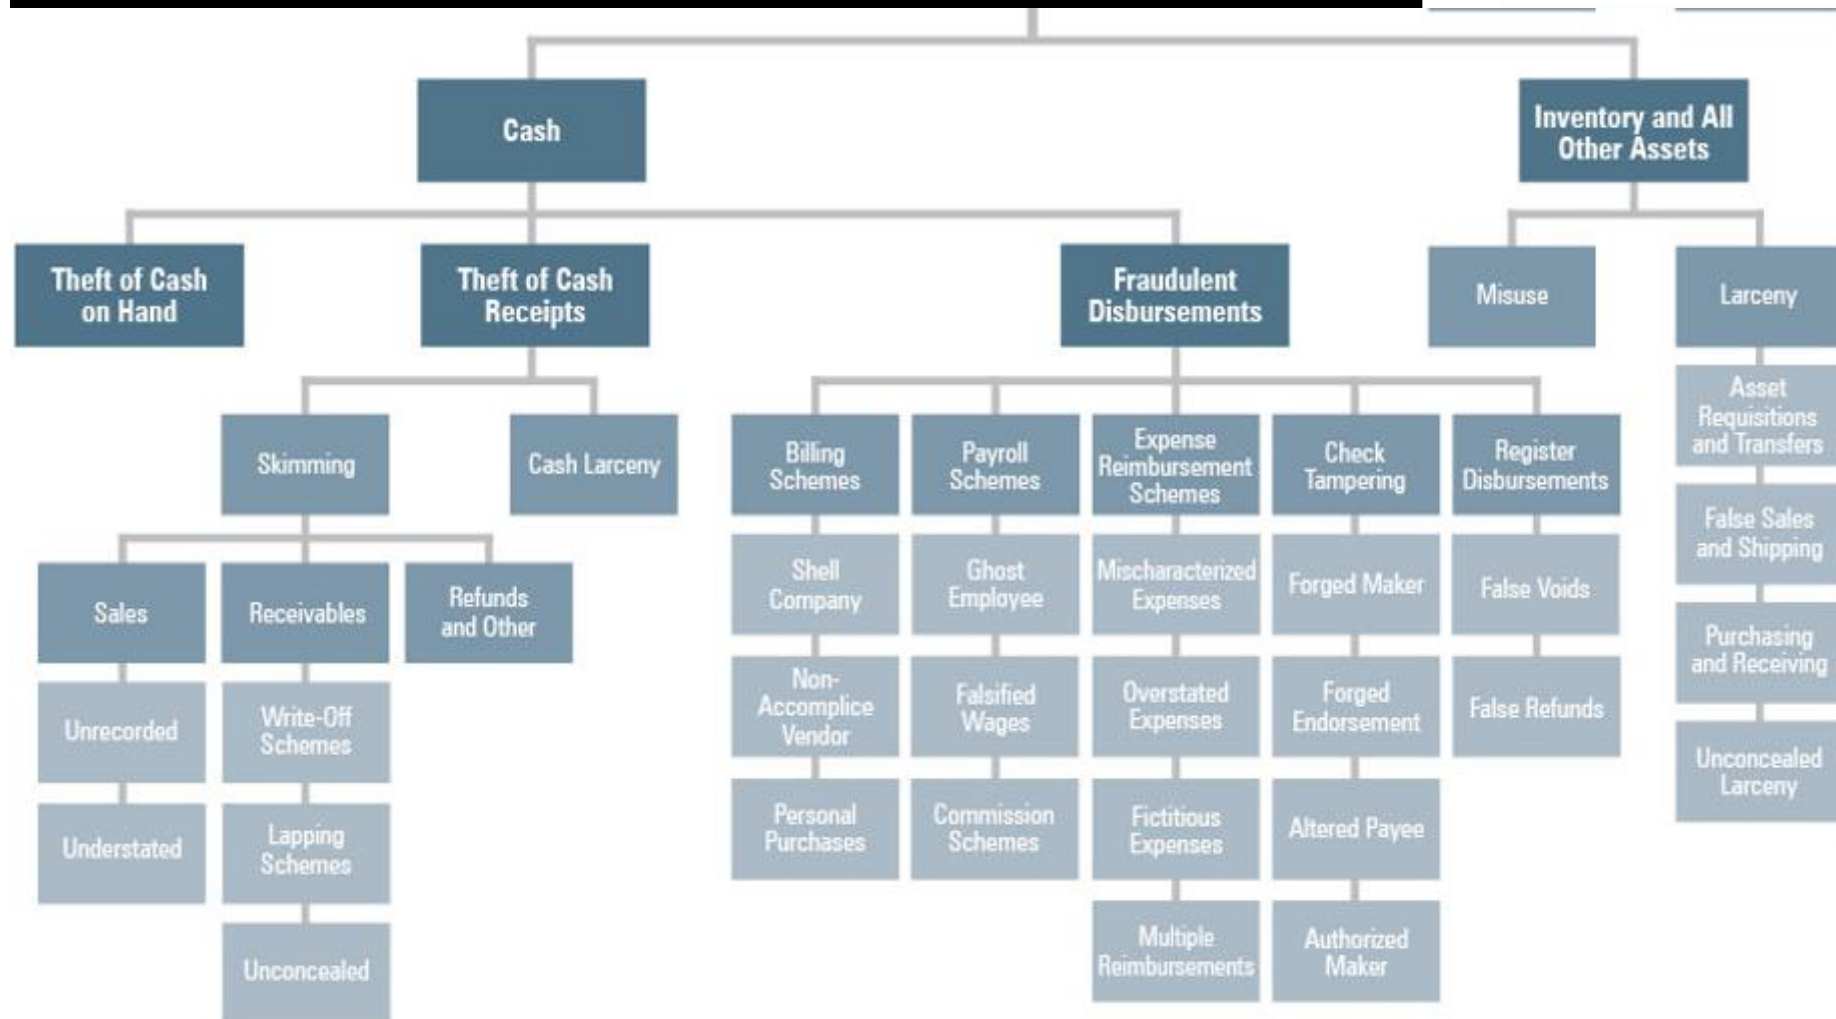 Cash
Inventory and All
Other Assets
Theft of Cash
on Hand
Theft of Cash
Receipts
Fraudulent
Disbursements
Misuse
Larceny
Skimming
Cash Larceny
Billing
Schemes
Payroll
Schemes
Expense
Reimbursement
Schemes
Check
Tampering
Register
Disbursements
Asset
Requisitions
and Transfers
Sales
Receivables
Refunds
and Other
Shell
Company
Ghost
Employee
Mischaracterized
Expenses
Forged Maker
False Voids
False Sales
and Shipping
Unrecorded
Write-Off
Schemes
Non-
Accomplice
Vendor
Falsified
Wages
Overstated
Expenses
Forged
Endorsement
False Refunds
Purchasing
and Receiving
Understated
Lapping
Schemes
Personal
Purchases
Commission
Schemes
Fictitious
Expenses
Altered Payee
Unconcealed
Larceny
Unconcealed
Multiple
Reimbursements
Authorized
Maker